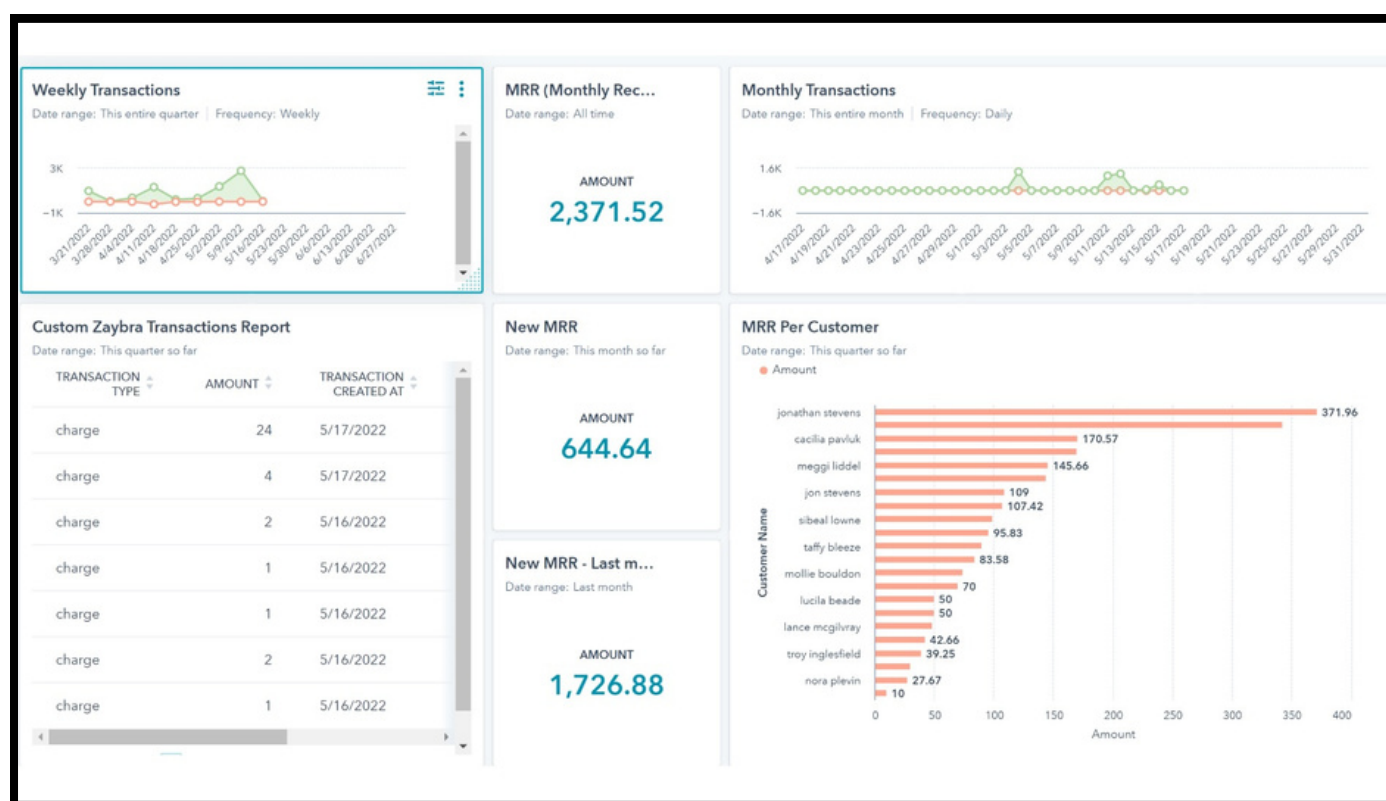 Weekly Transactions
Date range: This entire quarter | Frequency: Weekly
3K
−1K
3/21/2022
3/28/2022
4/4/2022
4/11/2022
4/18/2022
4/25/2022
5/2/2022
5/9/2022
5/16/2022
5/23/2022
5/30/2022
6/6/2022
6/13/2022
6/20/2022
6/27/2022
MRR (Monthly Rec...
Date range: All time
AMOUNT
2,371.52
Monthly Transactions
Date range: This entire month | Frequency: Daily
1.6K
−1.6K
4/17/2022
4/19/2022
4/21/2022
4/23/2022
4/25/2022
4/27/2022
4/29/2022
5/1/2022
5/3/2022
5/5/2022
5/7/2022
5/9/2022
5/11/2022
5/13/2022
5/15/2022
5/17/2022
5/19/2022
5/21/2022
5/23/2022
5/25/2022
5/27/2022
5/29/2022
5/31/2022
Custom Zaybra Transactions Report
Date range: This quarter so far
TRANSACTION TYPE AMOUNT TRANSACTION CREATED AT
charge 24 5/17/2022
charge 4 5/17/2022
charge 2 5/16/2022
charge 1 5/16/2022
charge 1 5/16/2022
charge 2 5/16/2022
charge 1 5/16/2022
New MRR
Date range: This month so far
AMOUNT
644.64
New MRR - Last m...
Date range: Last month
AMOUNT
1,726.88
MRR Per Customer
Date range: This quarter so far
Amount
Customer Name
jonathan stevens 371.96
cacilia pavluk 170.57
meggi liddel 145.66
jon stevens 109
107.42
sibeal lowne
95.83
taffy bleeze
83.58
mollie bouldon
70
lucila beade 50
50
lance mcgilvray
42.66
troy inglesfield 39.25
nora plevin 27.67
10
0 50 100 150 200 250 300 350 400
Amount